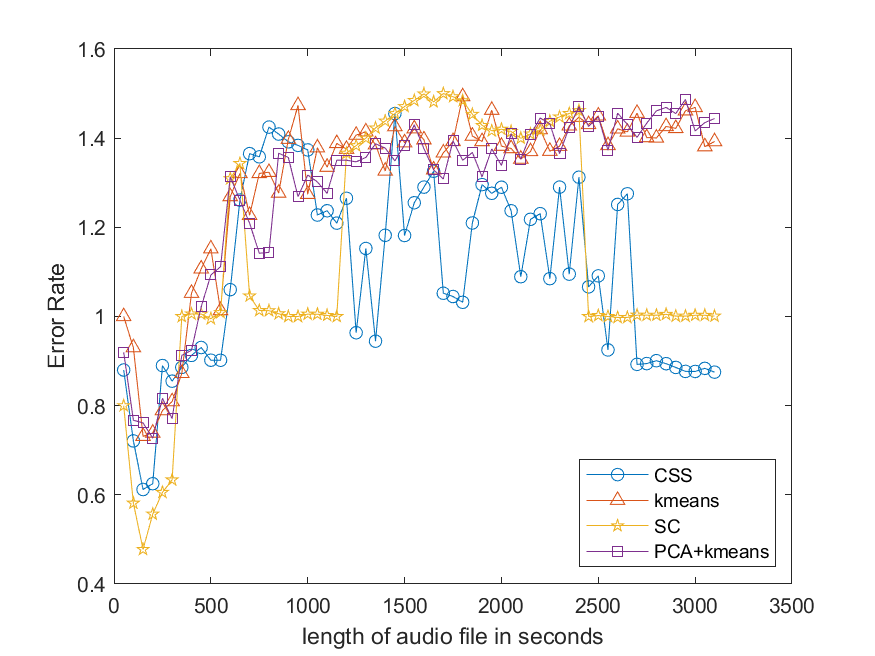 1.6
1.4
1.2
1
0.8
0.6
0.4
Error Rate
0 500 1000 1500 2000 2500 3000 3500
length of audio file in seconds
CSS
kmeans
SC
PCA+kmeans